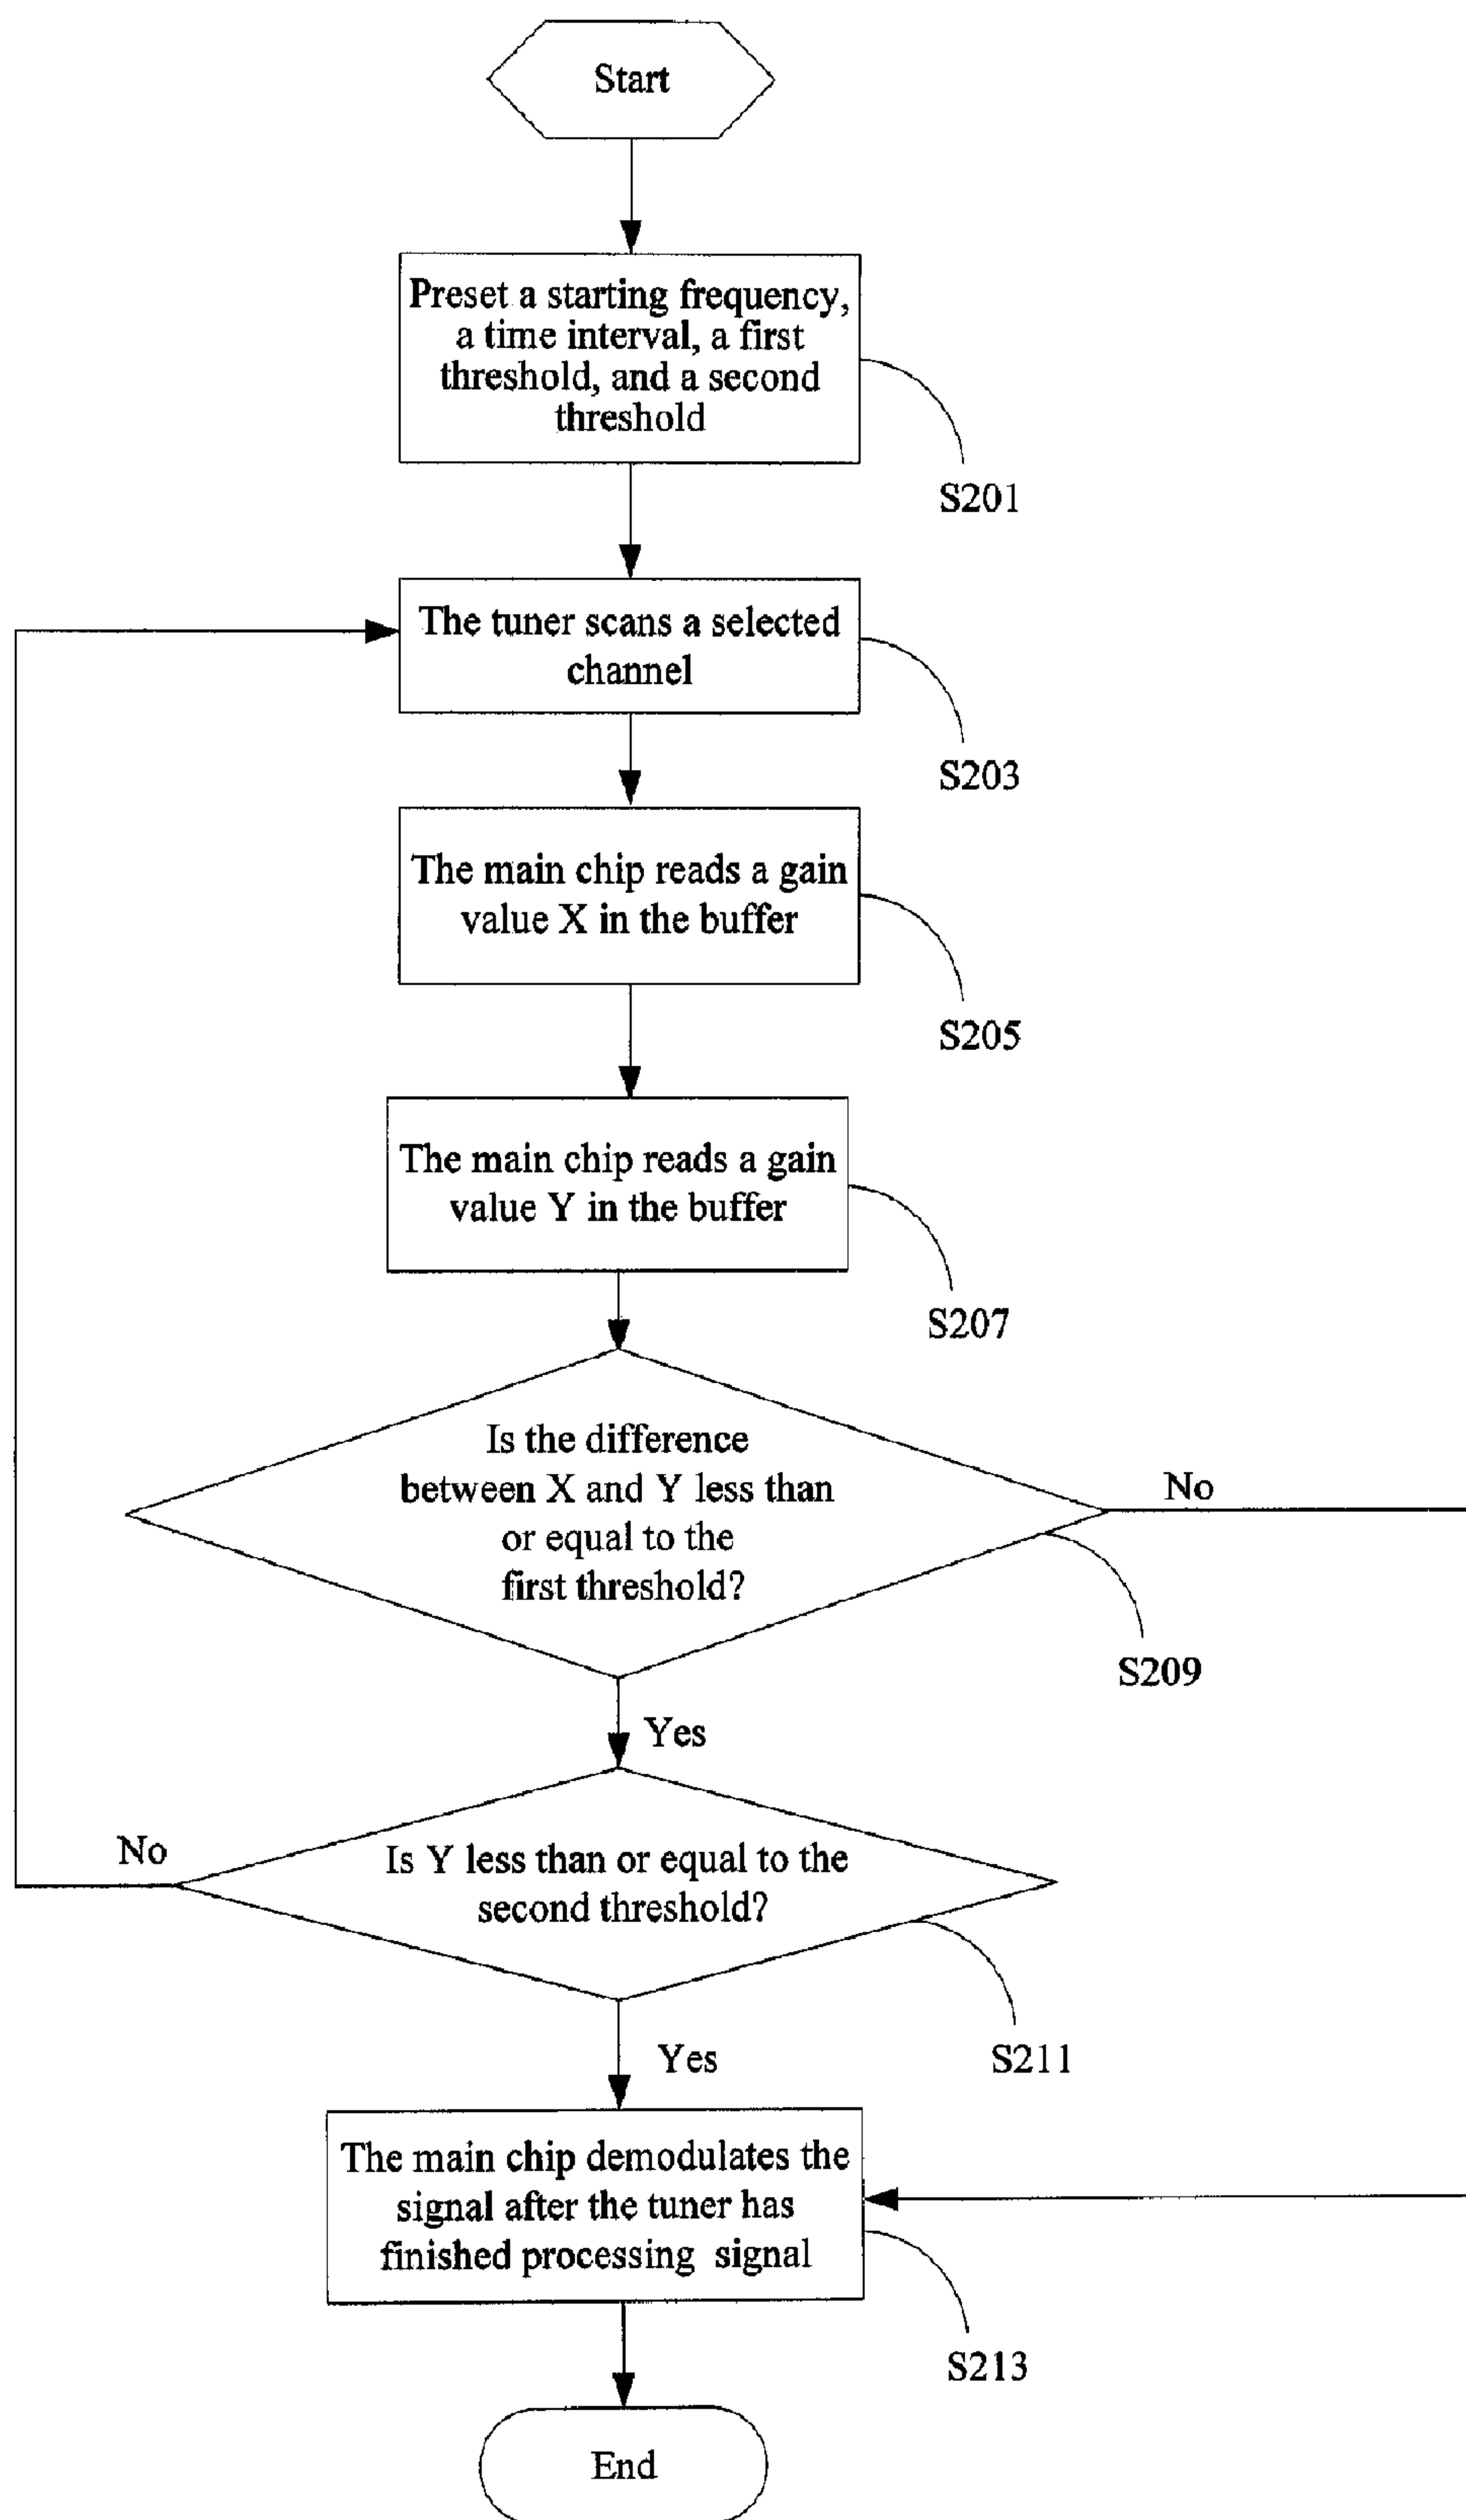 Start
Preset a starting frequency,
a time interval, a first
threshold, and a second
threshold
S201
The tuner scans a selected
channel
S203
The main chip reads a gain
value X in the buffer
S205
The main chip reads a gain
value Y in the buffer
S207
Is the difference
between X and Y less than
or equal to the
first threshold?
No
S209
Yes
Is Y less than or equal to the
second threshold?
No
S211
Yes
The main chip demodulates the
signal after the tuner has
finished processing signal
S213
End